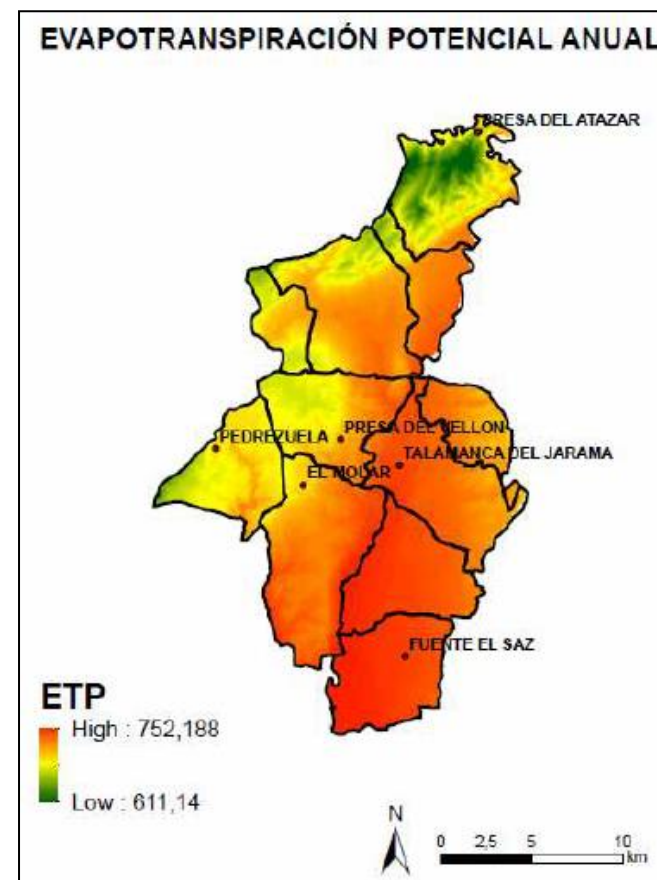 EVAPOTRANSPIRACIÓN POTENCIAL ANUAL
PRESA DEL ATAZAR
PRESA DEL VELLON
PEDREZUELA
TALAMANCA DEL JARAMA
EL MOLAR
FUENTE EL SAZ
ETP
High : 752,188
Low : 611,14
N
0 2,5 5 10
km